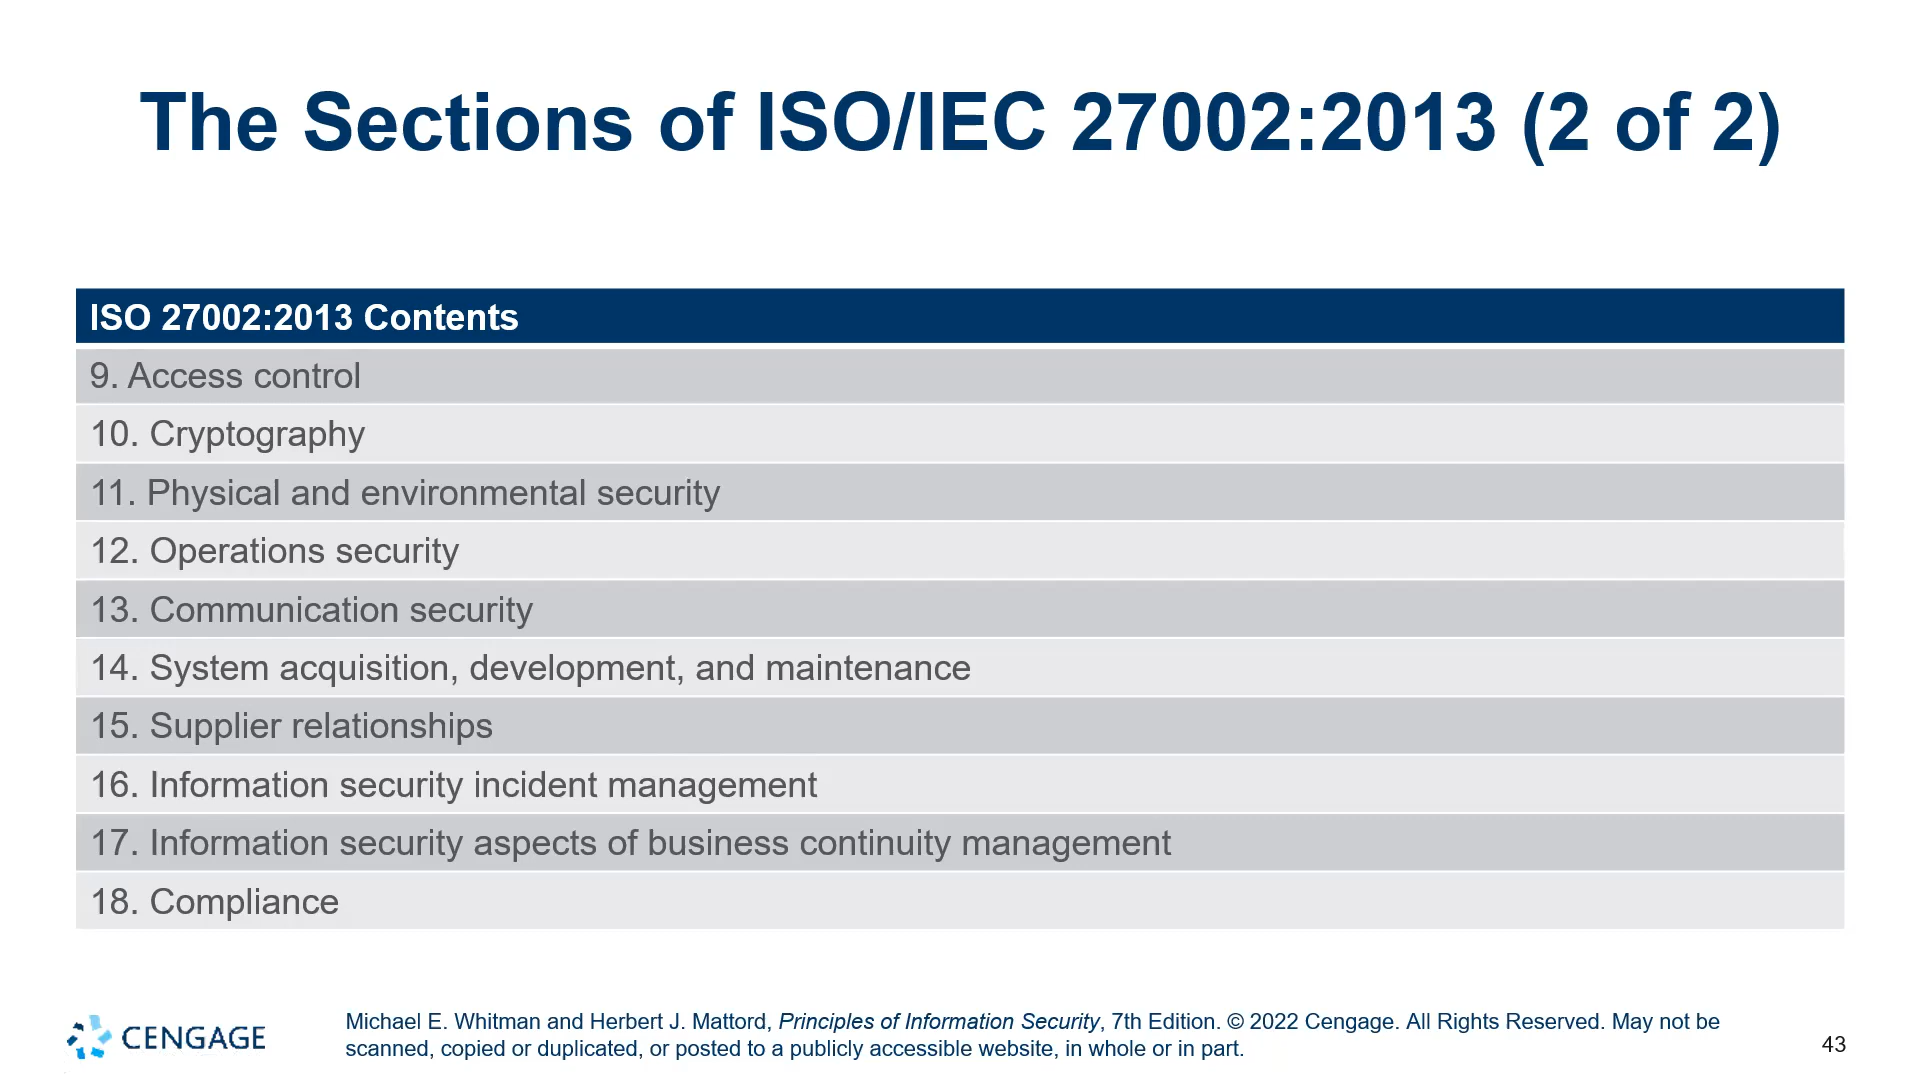 The Sections of ISO/IEC 27002:2013 (2 of 2)
ISO 27002:2013 Contents
9. Access control
10. Cryptography
11. Physical and environmental security
12. Operations security
13. Communication security
14. System acquisition, development, and maintenance
15. Supplier relationships
16. Information security incident management
17. Information security aspects of business continuity management
18. Compliance
CENGAGE
Michael E. Whitman and Herbert J. Mattord, Principles of Information Security, 7th Edition. © 2022 Cengage. All Rights Reserved. May not be
scanned, copied or duplicated, or posted to a publicly accessible website, in whole or in part.
43